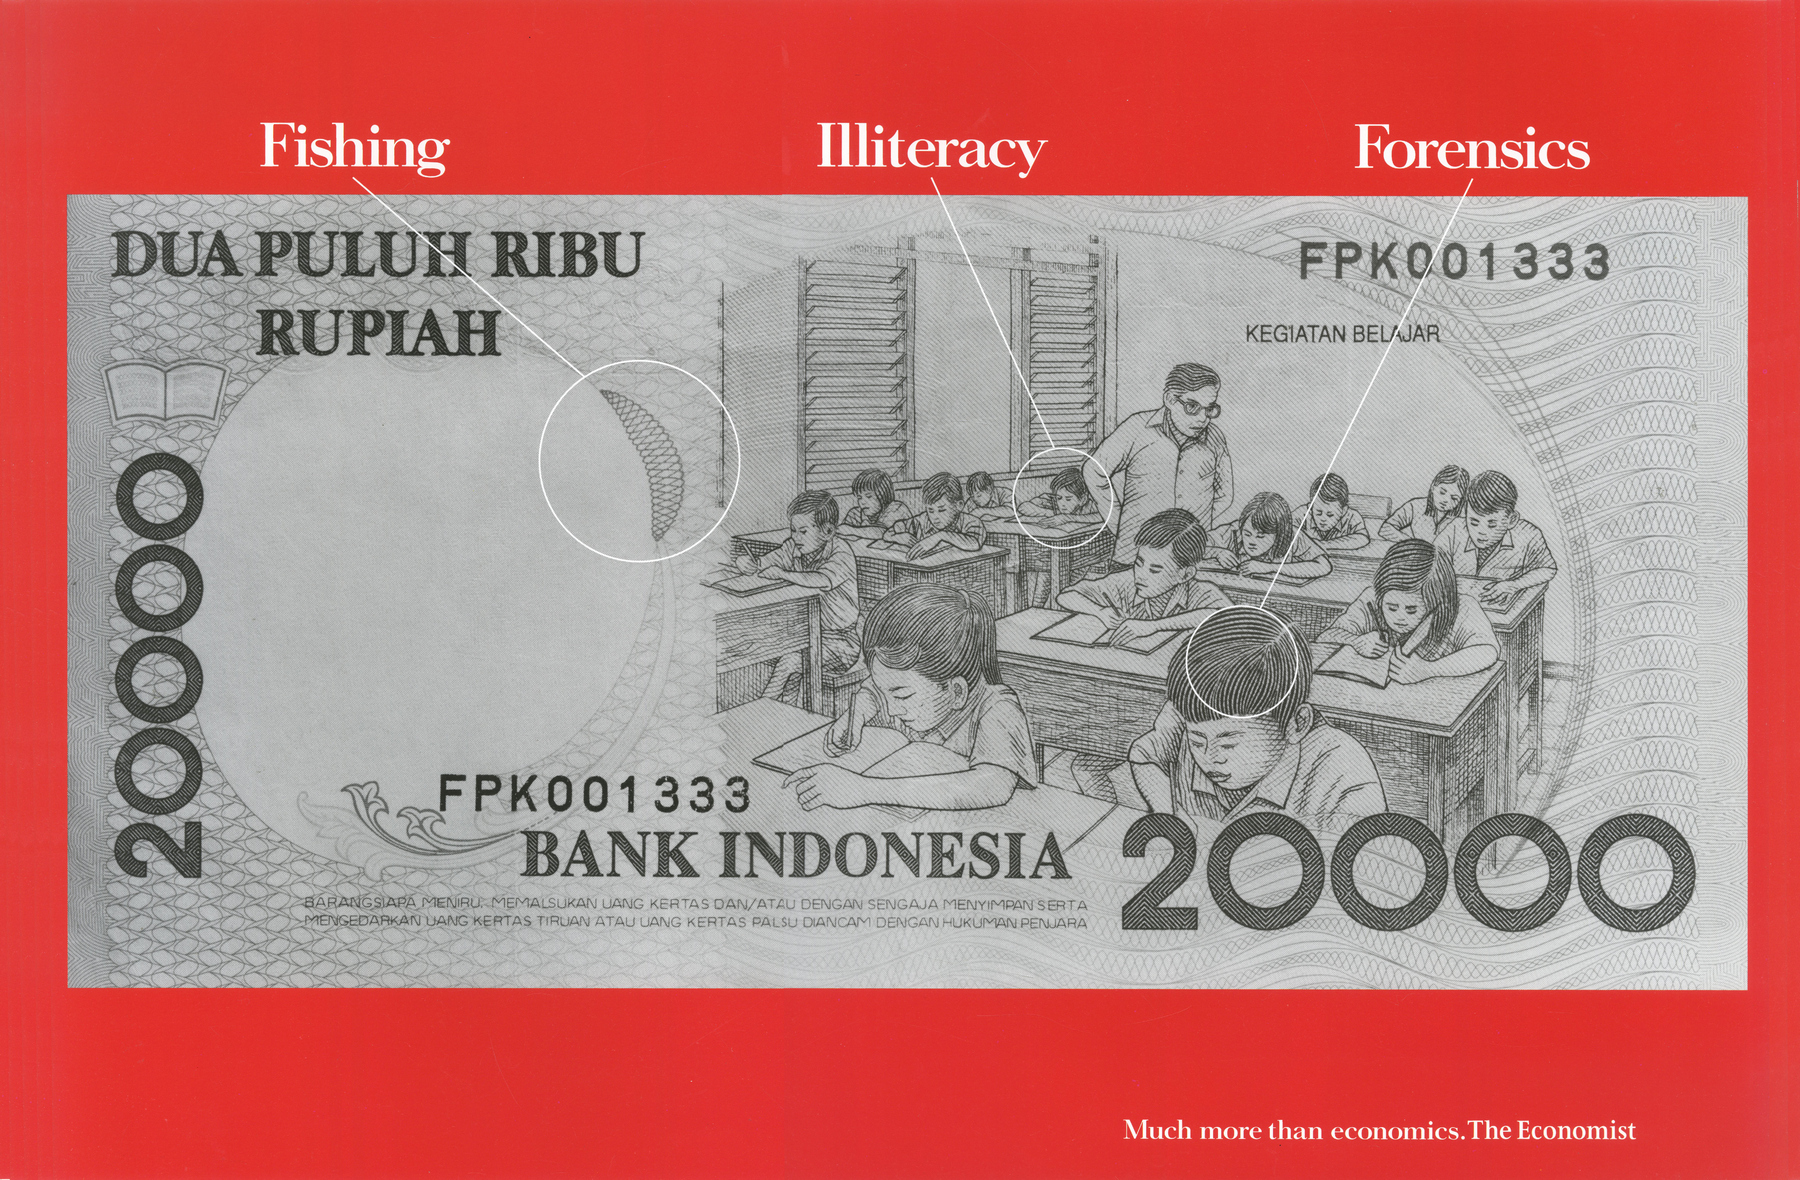 Fishing
Illiteracy
Forensics
DUA PULUH RIBU
RUPIAH
FPK001333
KEGIATAN BELAJAR
20000
FPK001333
BANK INDONESIA
20000
BARANGSIAPA MENIRU, MEMALSUKAN UANG KERTAS DAN/ATAU DENGAN SENGAJA MENYIMPAN SERTA
MENGEDARKAN UANG KERTAS TIRUAN ATAU UANG KERTAS PALSU DIANCAM DENGAN HUKUMAN PENJARA
Much more than economics. The Economist